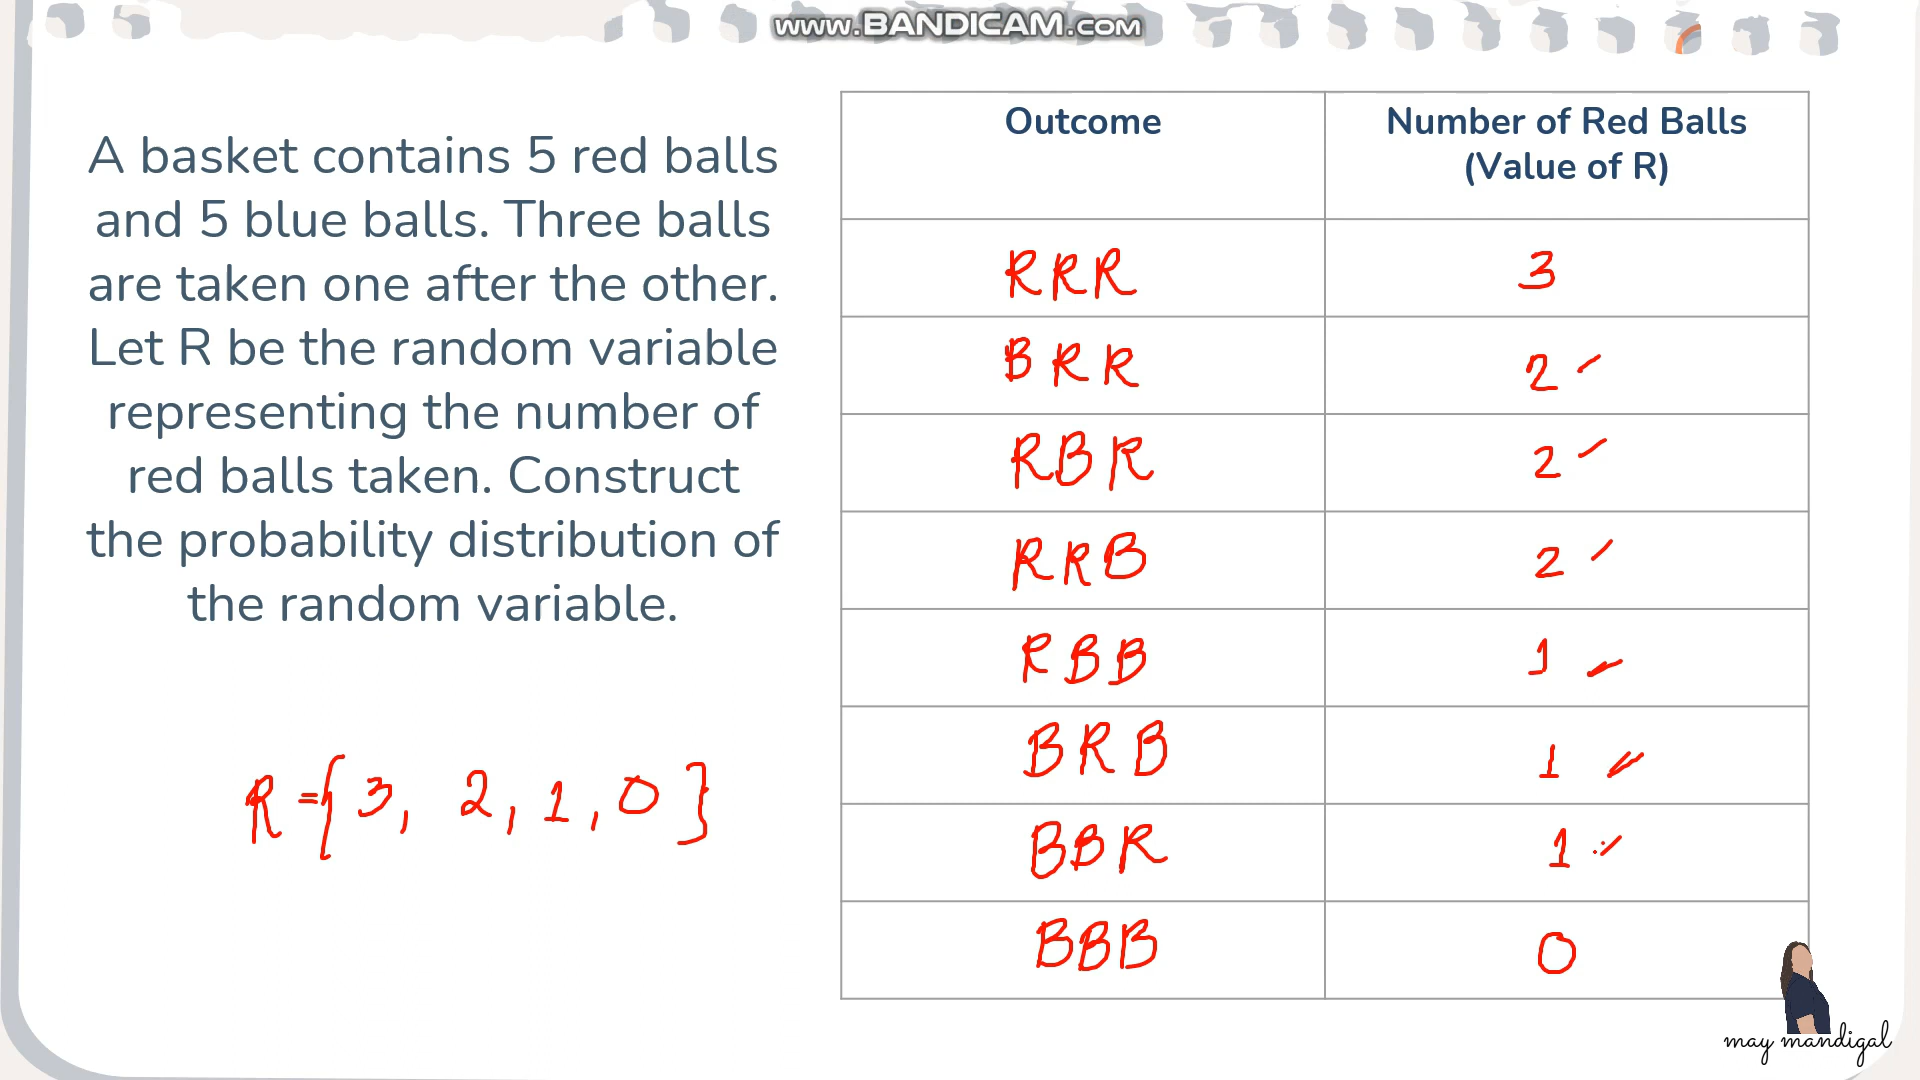 www.BANDICAM.com
A basket contains 5 red balls
and 5 blue balls. Three balls
are taken one after the other.
Let R be the random variable
representing the number of
red balls taken. Construct
the probability distribution of
the random variable.
R = { 3, 2, 1, 0 }
Outcome
Number of Red Balls
(Value of R)
RRR 3
BRR 2
RBR 2
RRB 2
RBB 1
BRB 1
BBR 1
BBB 0
may mandigal